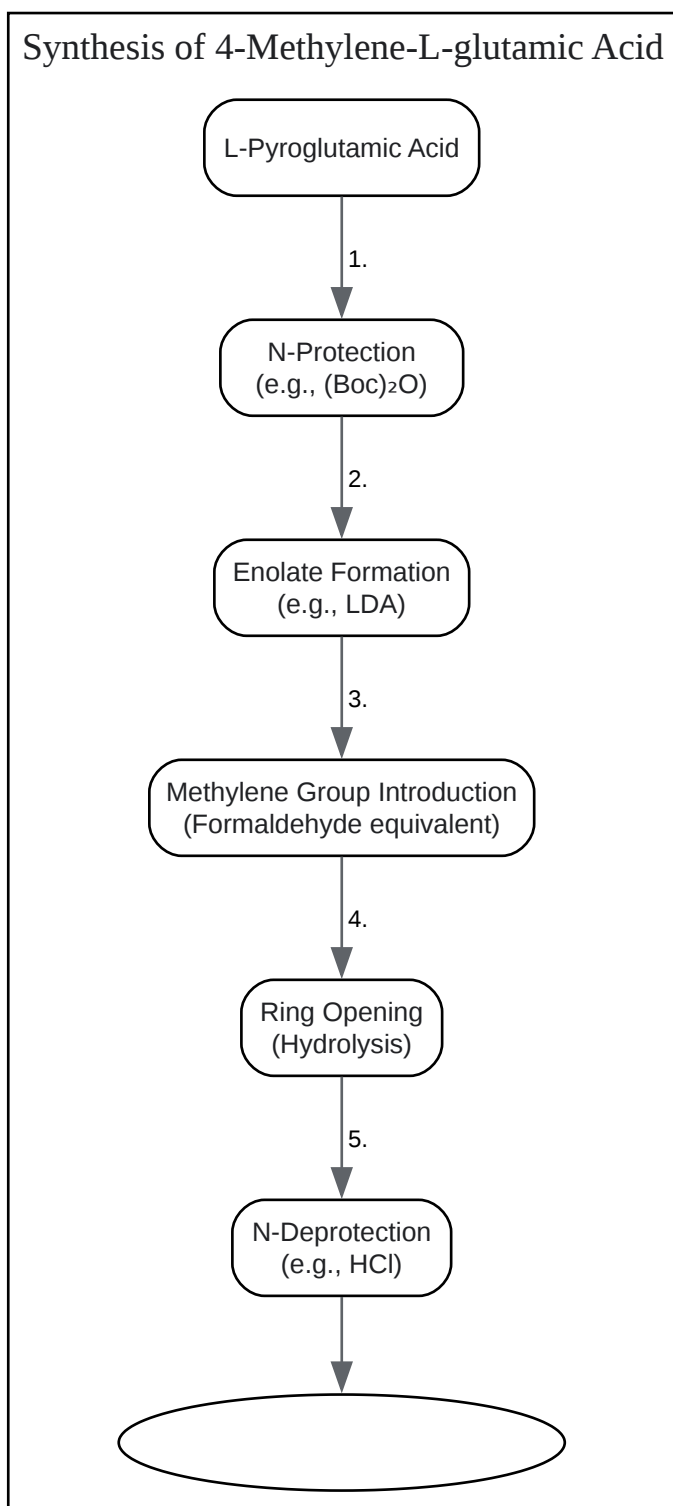 Synthesis of 4-Methylene-L-glutamic Acid
L-Pyroglutamic Acid
1.
N-Protection
(e.g., (Boc)₂O)
2.
Enolate Formation
(e.g., LDA)
3.
Methylene Group Introduction
(Formaldehyde equivalent)
4.
Ring Opening
(Hydrolysis)
5.
N-Deprotection
(e.g., HCl)